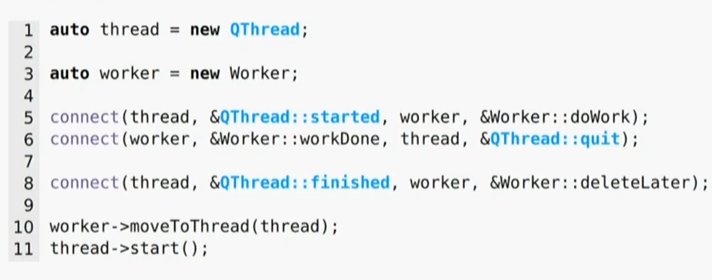 1 auto thread = new QThread;
2
3 auto worker = new Worker;
4
5 connect(thread, &QThread::started, worker, &Worker::doWork);
6 connect(worker, &Worker::workDone, thread, &QThread::quit);
7
8 connect(thread, &QThread::finished, worker, &Worker::deleteLater);
9
10 worker->moveToThread(thread);
11 thread->start();